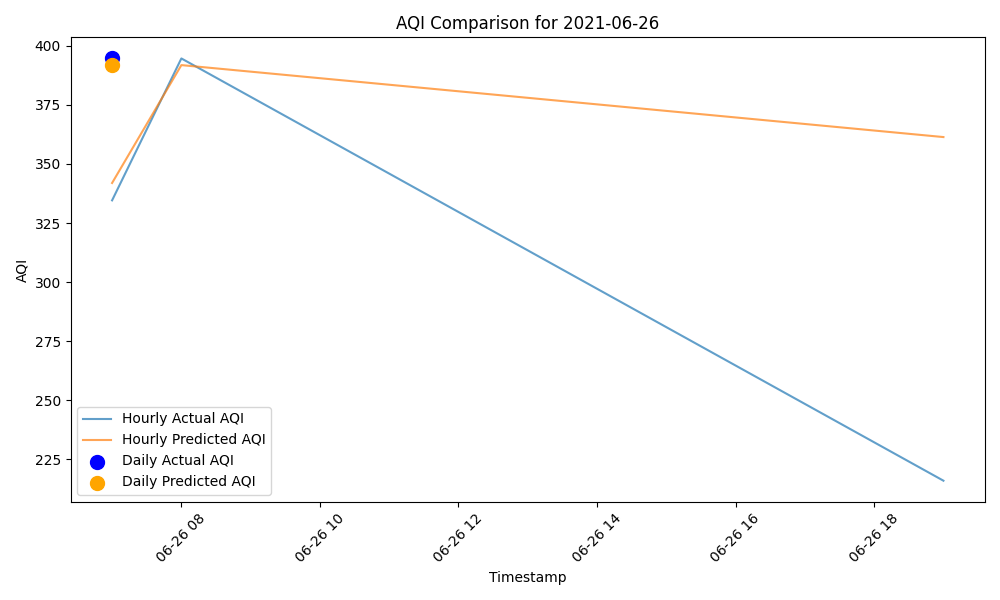 AQI Comparison for 2021-06-26
AQI
400
375
350
325
300
275
250
225
Hourly Actual AQI
Hourly Predicted AQI
Daily Actual AQI
Daily Predicted AQI
06-26 08
06-26 10
06-26 12
06-26 14
06-26 16
06-26 18
Timestamp